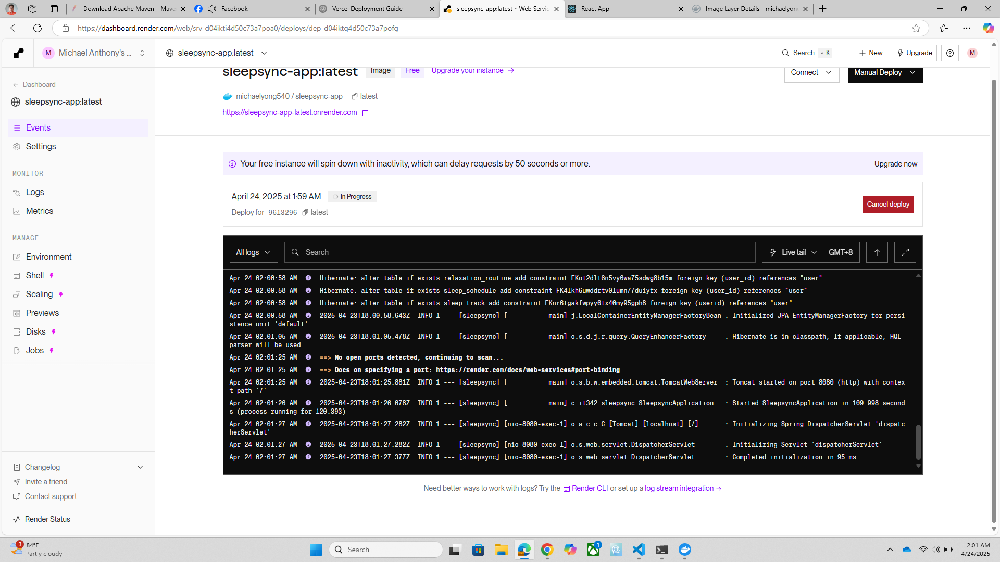 Download Apache Maven – Mave
Facebook
Vercel Deployment Guide
sleepsync-app:latest · Web Servic
React App
Image Layer Details - michaelyon
https://dashboard.render.com/web/srv-d04ikti4d50c73a7poa0/deploys/dep-d04iktq4d50c73a7pofg
M Michael Anthony's ...
sleepsync-app:latest
Search K
New
Upgrade
M
Dashboard
sleepsync-app:latest
Events
Settings
MONITOR
Logs
Metrics
MANAGE
Environment
Shell
Scaling
Previews
Disks
Jobs
Changelog
Invite a friend
Contact support
Render Status
sleepsync-app:latest Image Free Upgrade your instance →
Connect
Manual Deploy
michaelyong540 / sleepsync-app latest
https://sleepsync-app-latest.onrender.com
Your free instance will spin down with inactivity, which can delay requests by 50 seconds or more.
Upgrade now
April 24, 2025 at 1:59 AM In Progress
Deploy for 9613296 latest
Cancel deploy
All logs
Search
Live tail
GMT+8
Apr 24 02:00:58 AM Hibernate: alter table if exists relaxation_routine add constraint FKot2dlt6n5vy6wa75sdwg8b15m foreign key (user_id) references "user"
Apr 24 02:00:58 AM Hibernate: alter table if exists sleep_schedule add constraint FK4lkh6uwddrtv01umn77duiyfx foreign key (user_id) references "user"
Apr 24 02:00:58 AM Hibernate: alter table if exists sleep_track add constraint FKnr6tgakfwpyy6tx40my95gph8 foreign key (userid) references "user"
Apr 24 02:00:58 AM 2025-04-23T18:00:58.643Z INFO 1 --- [sleepsync] [ main] j.LocalContainerEntityManagerFactoryBean : Initialized JPA EntityManagerFactory for persi
stence unit 'default'
Apr 24 02:01:05 AM 2025-04-23T18:01:05.478Z INFO 1 --- [sleepsync] [ main] o.s.d.j.r.query.QueryEnhancerFactory : Hibernate is in classpath; If applicable, HQL
parser will be used.
Apr 24 02:01:25 AM ==> No open ports detected, continuing to scan...
Apr 24 02:01:25 AM ==> Docs on specifying a port: https://render.com/docs/web-services#port-binding
Apr 24 02:01:25 AM 2025-04-23T18:01:25.881Z INFO 1 --- [sleepsync] [ main] o.s.b.w.embedded.tomcat.TomcatWebServer : Tomcat started on port 8080 (http) with contex
t path '/'
Apr 24 02:01:26 AM 2025-04-23T18:01:26.078Z INFO 1 --- [sleepsync] [ main] c.it342.sleepsync.SleepsyncApplication : Started SleepsyncApplication in 109.998 second
s (process running for 120.393)
Apr 24 02:01:27 AM 2025-04-23T18:01:27.282Z INFO 1 --- [sleepsync] [nio-8080-exec-1] o.a.c.c.C.[Tomcat].[localhost].[/] : Initializing Spring DispatcherServlet 'dispatc
herServlet'
Apr 24 02:01:27 AM 2025-04-23T18:01:27.282Z INFO 1 --- [sleepsync] [nio-8080-exec-1] o.s.web.servlet.DispatcherServlet : Initializing Servlet 'dispatcherServlet'
Apr 24 02:01:27 AM 2025-04-23T18:01:27.377Z INFO 1 --- [sleepsync] [nio-8080-exec-1] o.s.web.servlet.DispatcherServlet : Completed initialization in 95 ms
Need better ways to work with logs? Try the Render CLI or set up a log stream integration →
3
84°F
Partly cloudy
Search
1
2:01 AM
4/24/2025